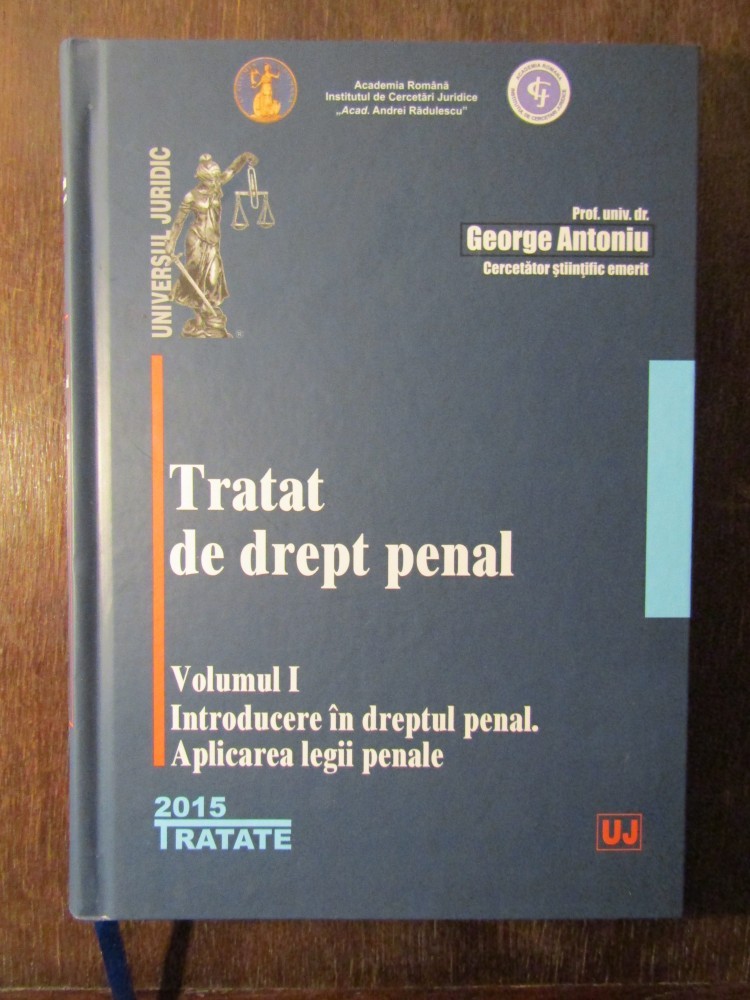 Academia Română
Institutul de Cercetări Juridice
„Acad. Andrei Rădulescu”
UNIVERSUL JURIDIC
Prof. univ. dr.
George Antoniu
Cercetător științific emerit
Tratat
de drept penal
Volumul I
Introducere în dreptul penal.
Aplicarea legii penale
2015
TRATATE
UJ